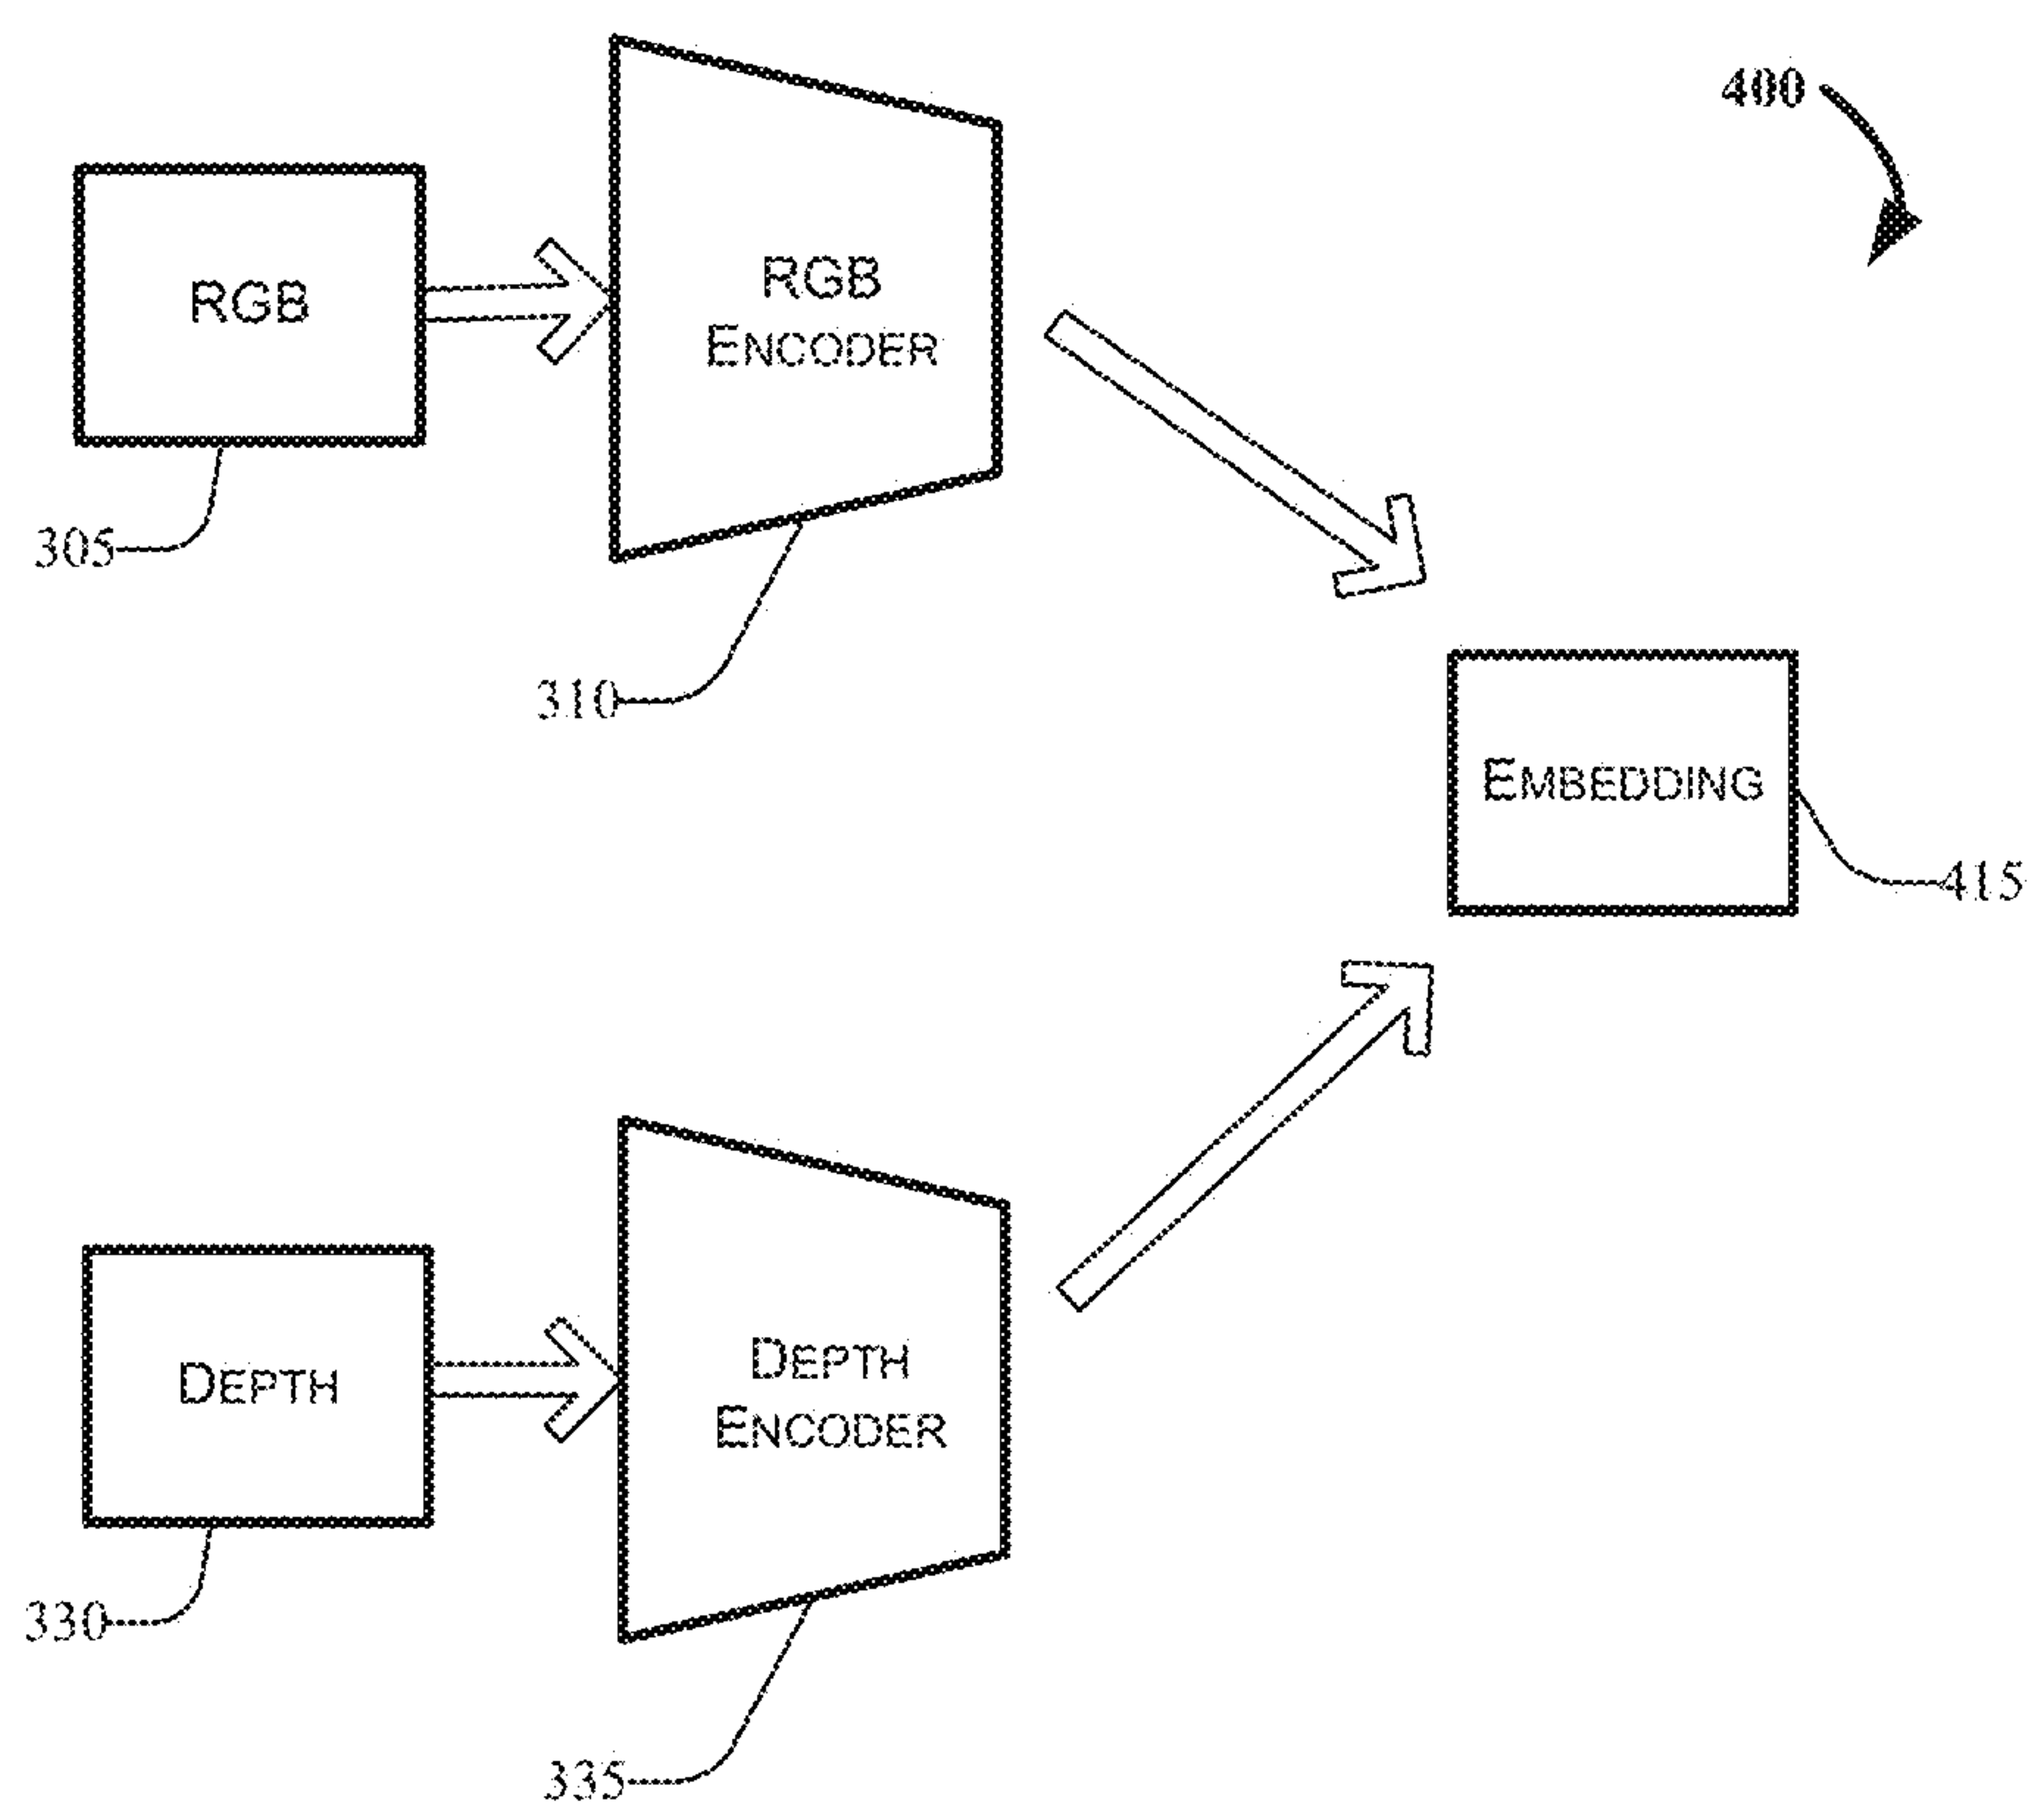 400
RGB
RGB
ENCODER
305
310
EMBEDDING
415
DEPTH
DEPTH
ENCODER
330
335